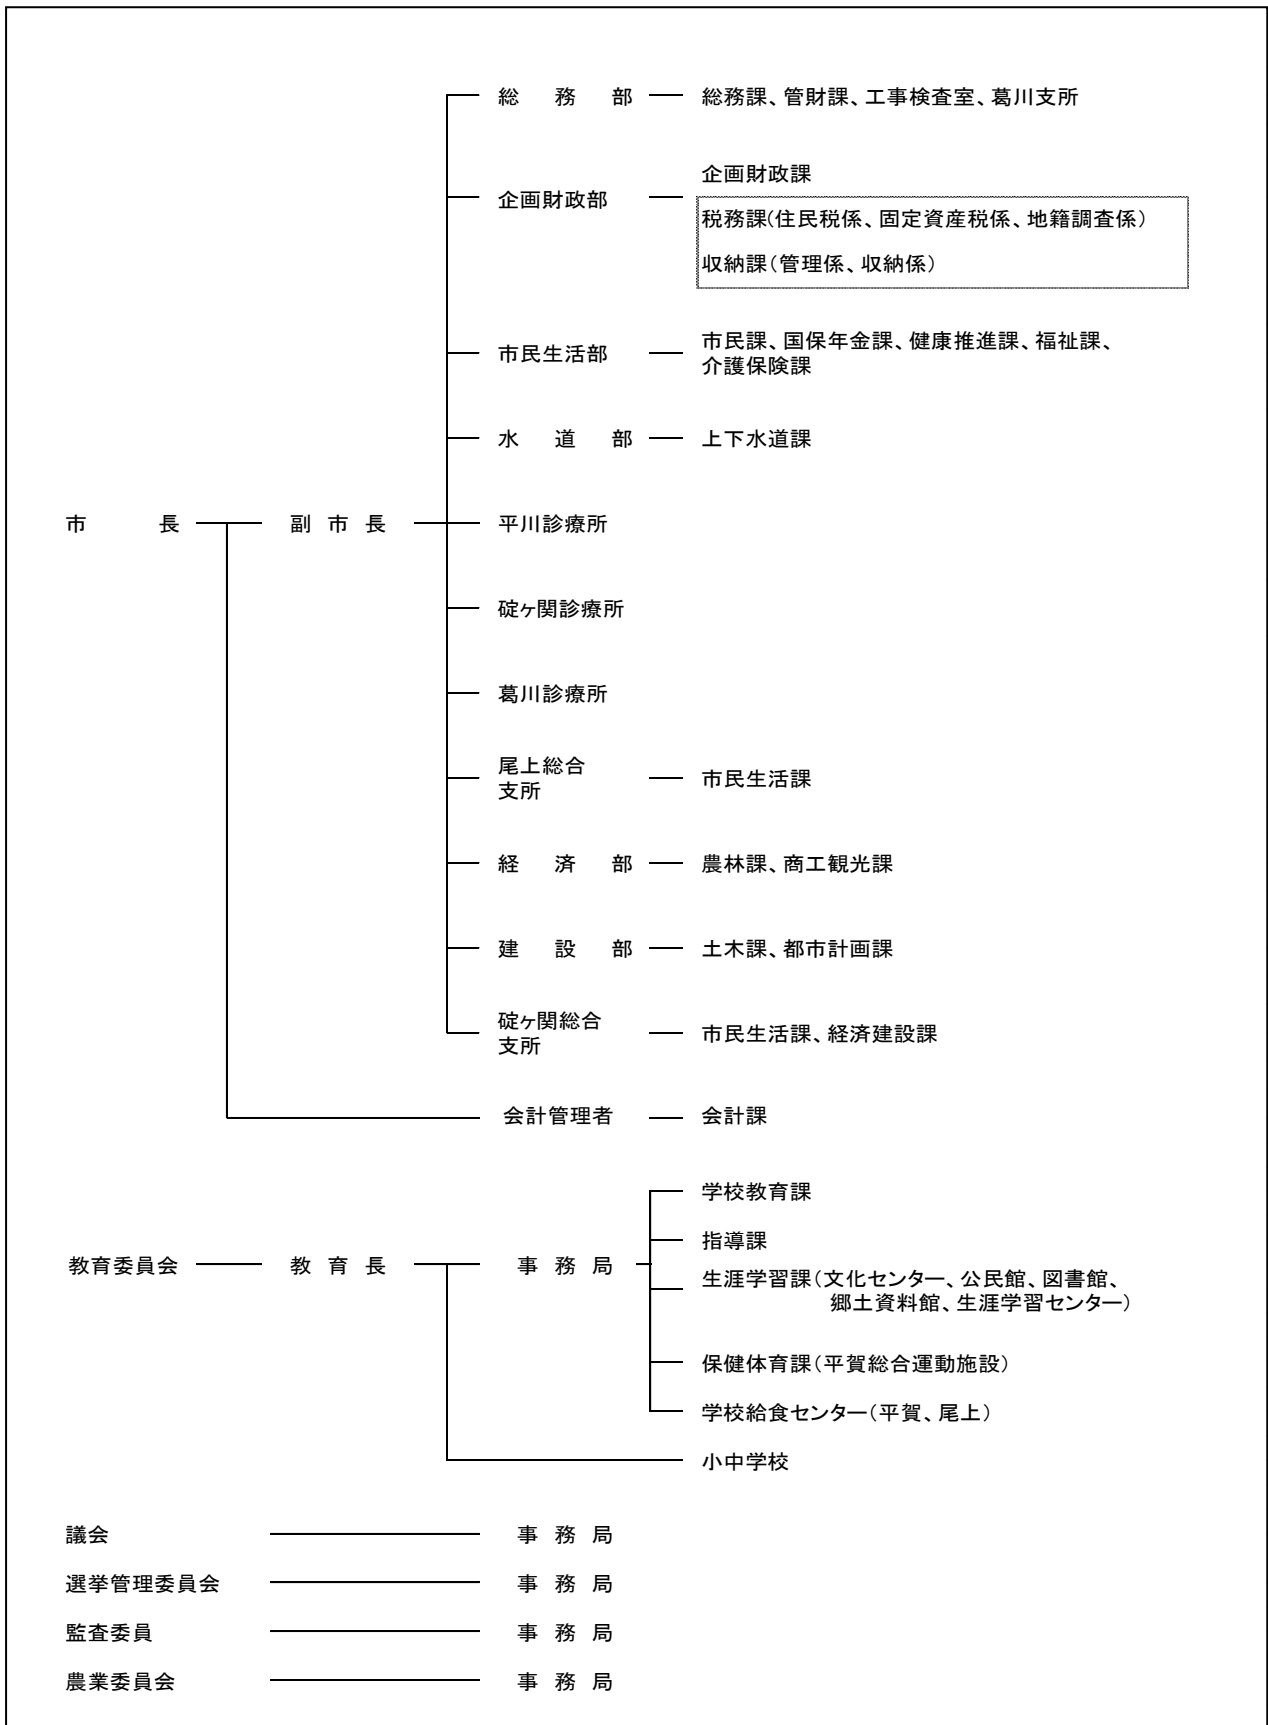 総務部 総務課、管財課、工事検査室、葛川支所
企画財政課
企画財政部
税務課(住民税係、固定資産税係、地籍調査係)
収納課(管理係、収納係)
市民生活部 市民課、国保年金課、健康推進課、福祉課、
介護保険課
水道部 上下水道課
市長 副市長 平川診療所
碇ヶ関診療所
葛川診療所
尾上総合
支所 市民生活課
経済部 農林課、商工観光課
建設部 土木課、都市計画課
碇ヶ関総合
支所 市民生活課、経済建設課
会計管理者 会計課
学校教育課
指導課
教育委員会 教育長 事務局
生涯学習課(文化センター、公民館、図書館、
郷土資料館、生涯学習センター)
保健体育課(平賀総合運動施設)
学校給食センター(平賀、尾上)
小中学校
議会 事務局
選挙管理委員会 事務局
監査委員 事務局
農業委員会 事務局